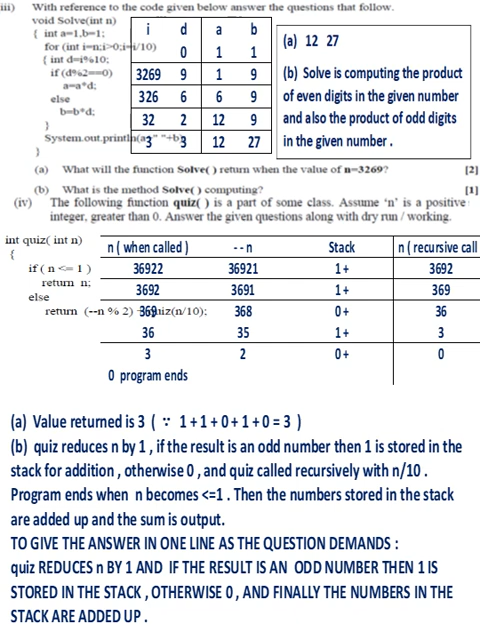 iii) With reference to the code given below answer the questions that follow.
void Solve(int n)
{ int a=1,b=1;
for (int i=n;i>0;i=i/10)
{ int d=i%10;
if (d%2==0)
a=a*d;
else
b=b*d;
}
System.out.println(a+" "+b);
}
i d a b
0 1 1
3269 9 1 9
326 6 6 9
32 2 12 9
3 3 12 27
(a) 12 27
(b) Solve is computing the product
of even digits in the given number
and also the product of odd digits
in the given number .
(a) What will the function Solve( ) return when the value of n=3269? [2]
(b) What is the method Solve( ) computing? [1]
(iv) The following function quiz( ) is a part of some class. Assume 'n' is a positive
integer, greater than 0. Answer the given questions along with dry run / working.
int quiz( int n)
{
if ( n <= 1 )
return n;
else
return (--n % 2) + quiz(n/10);
n ( when called ) --n Stack n ( recursive call
36922 36921 1+ 3692
3692 3691 1+ 369
369 368 0+ 36
36 35 1+ 3
3 2 0+ 0
0 program ends
(a) Value returned is 3 ( ∵ 1+1+0+1+0=3 )
(b) quiz reduces n by 1 , if the result is an odd number then 1 is stored in the
stack for addition , otherwise 0 , and quiz called recursively with n/10 .
Program ends when n becomes <=1 . Then the numbers stored in the stack
are added up and the sum is output.
TO GIVE THE ANSWER IN ONE LINE AS THE QUESTION DEMANDS :
quiz REDUCES n BY 1 AND IF THE RESULT IS AN ODD NUMBER THEN 1 IS
STORED IN THE STACK , OTHERWISE 0 , AND FINALLY THE NUMBERS IN THE
STACK ARE ADDED UP .